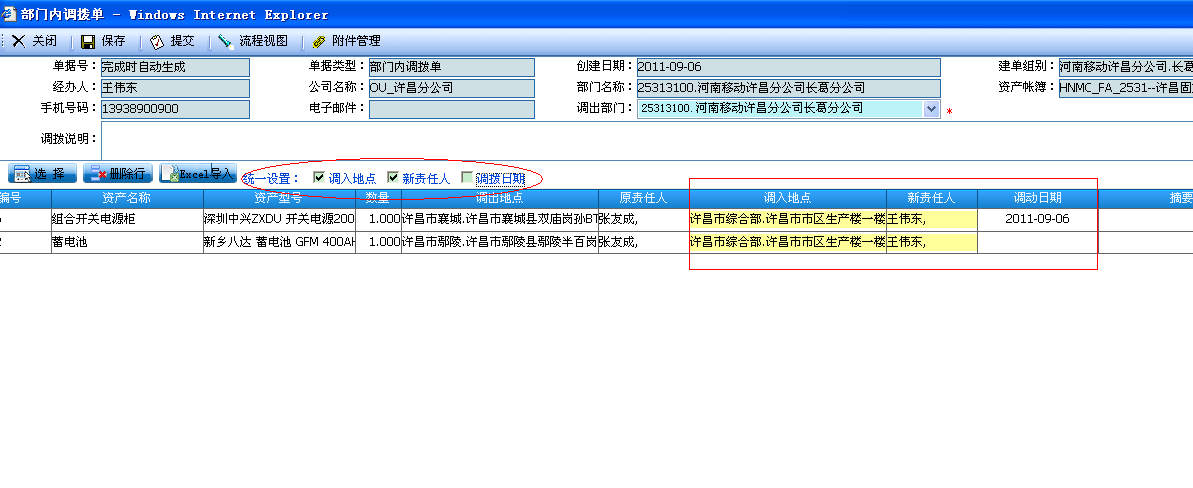 部门内调拨单 - Windows Internet Explorer
关闭 保存 提交 流程视图 附件管理
单据号： 完成时自动生成 单据类型： 部门内调拨单 创建日期： 2011-09-06 建单组别： 河南移动许昌分公司.长葛
经办人： 王伟东 公司名称： OU_许昌分公司 部门名称： 25313100.河南移动许昌分公司长葛分公司 资产帐簿： HNMC_FA_2531--许昌固
手机号码： 13938900900 电子邮件： 调出部门： 25313100.河南移动许昌分公司长葛分公司 *
调拨说明：
选 择 删除行 Excel导入 统一设置： 调入地点 新责任人 调拨日期
编号 资产名称 资产型号 数量 调出地点 原责任人 调入地点 新责任人 调动日期 摘要
组合开关电源柜 深圳中兴ZXDU 开关电源200 1.000 许昌市襄城.许昌市襄城县双庙岗孙BT 张友成, 许昌市综合部.许昌市市区生产楼一楼 王伟东, 2011-09-06
蓄电池 新乡八达 蓄电池 GFM 400AH 1.000 许昌市鄢陵.许昌市鄢陵县鄢陵半百岗 张友成, 许昌市综合部.许昌市市区生产楼一楼 王伟东,